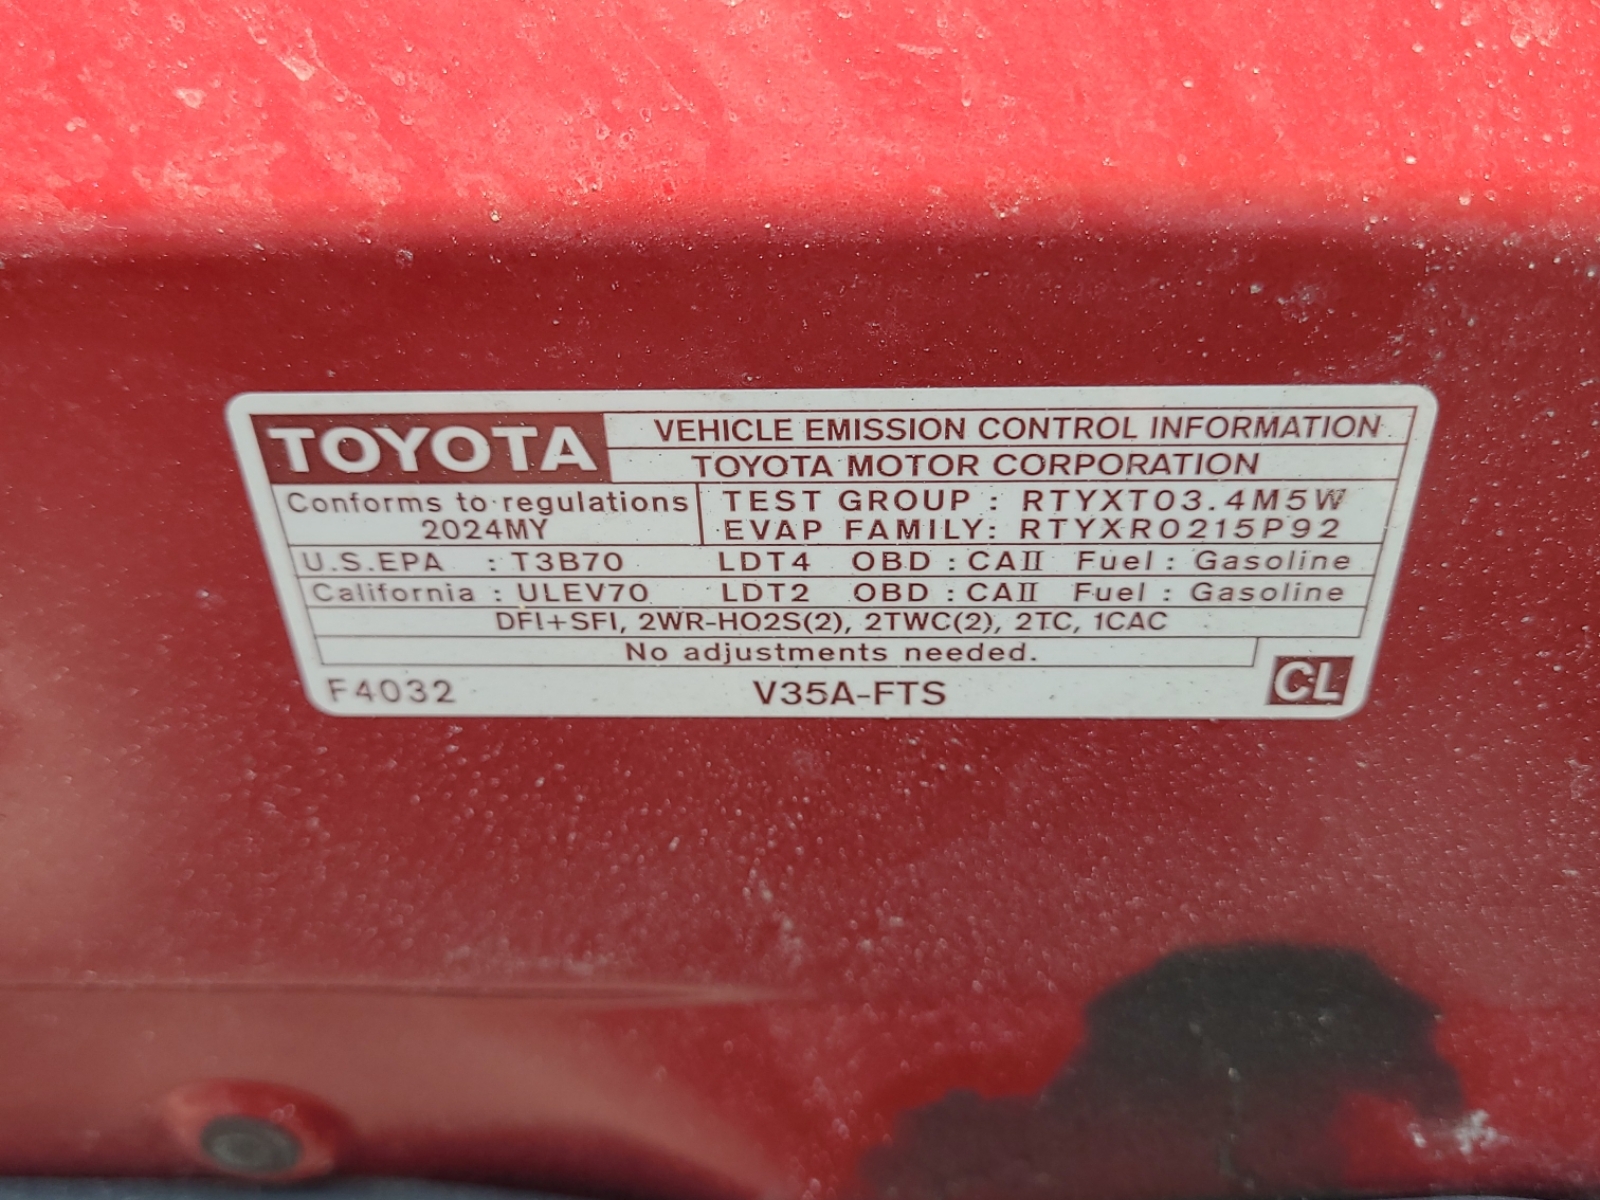 TOYOTA
VEHICLE EMISSION CONTROL INFORMATION
TOYOTA MOTOR CORPORATION
Conforms to regulations
2024MY
TEST GROUP : RTYXT03.4M5W
EVAP FAMILY: RTYXR0215P92
U.S.EPA : T3B70 LDT4 OBD : CAII Fuel : Gasoline
California : ULEV70 LDT2 OBD : CAII Fuel : Gasoline
DFI+SFI, 2WR-HO2S(2), 2TWC(2), 2TC, 1CAC
No adjustments needed.
F4032 V35A-FTS CL